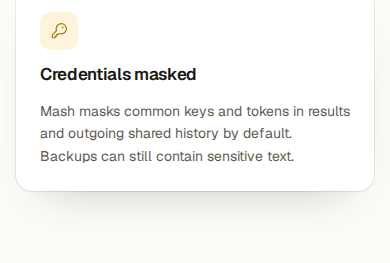 Credentials masked
Mash masks common keys and tokens in results
and outgoing shared history by default.
Backups can still contain sensitive text.